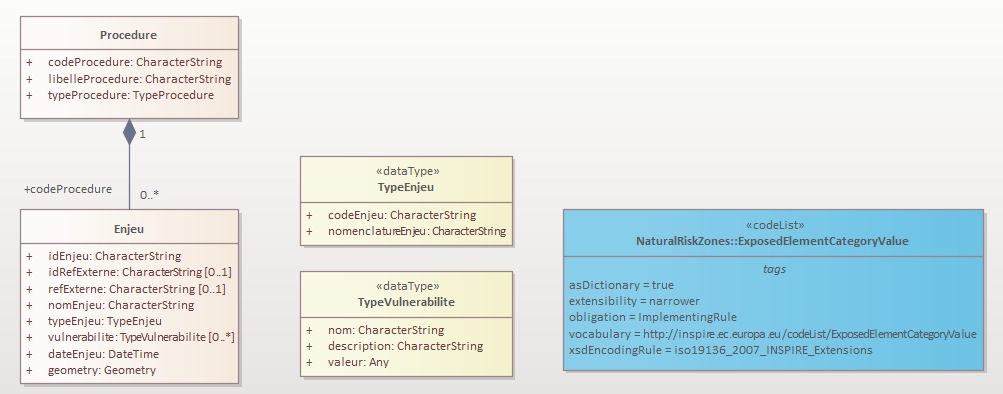 Procedure
+ codeProcedure: CharacterString
+ libelleProcedure: CharacterString
+ typeProcedure: TypeProcedure
1
+codeProcedure
0..*
Enjeu
+ idEnjeu: CharacterString
+ idRefExterne: CharacterString [0..1]
+ refExterne: CharacterString [0..1]
+ nomEnjeu: CharacterString
+ typeEnjeu: TypeEnjeu
+ vulnerabilite: TypeVulnerabilite [0..*]
+ dateEnjeu: DateTime
+ geometry: Geometry
«dataType»
TypeEnjeu
+ codeEnjeu: CharacterString
+ nomenclatureEnjeu: CharacterString
«dataType»
TypeVulnerabilite
+ nom: CharacterString
+ description: CharacterString
+ valeur: Any
«codeList»
NaturalRiskZones::ExposedElementCategoryValue
tags
asDictionary = true
extensibility = narrower
obligation = ImplementingRule
vocabulary = http://inspire.ec.europa.eu/codeList/ExposedElementCategoryValue
xsdEncodingRule = iso19136_2007_INSPIRE_Extensions